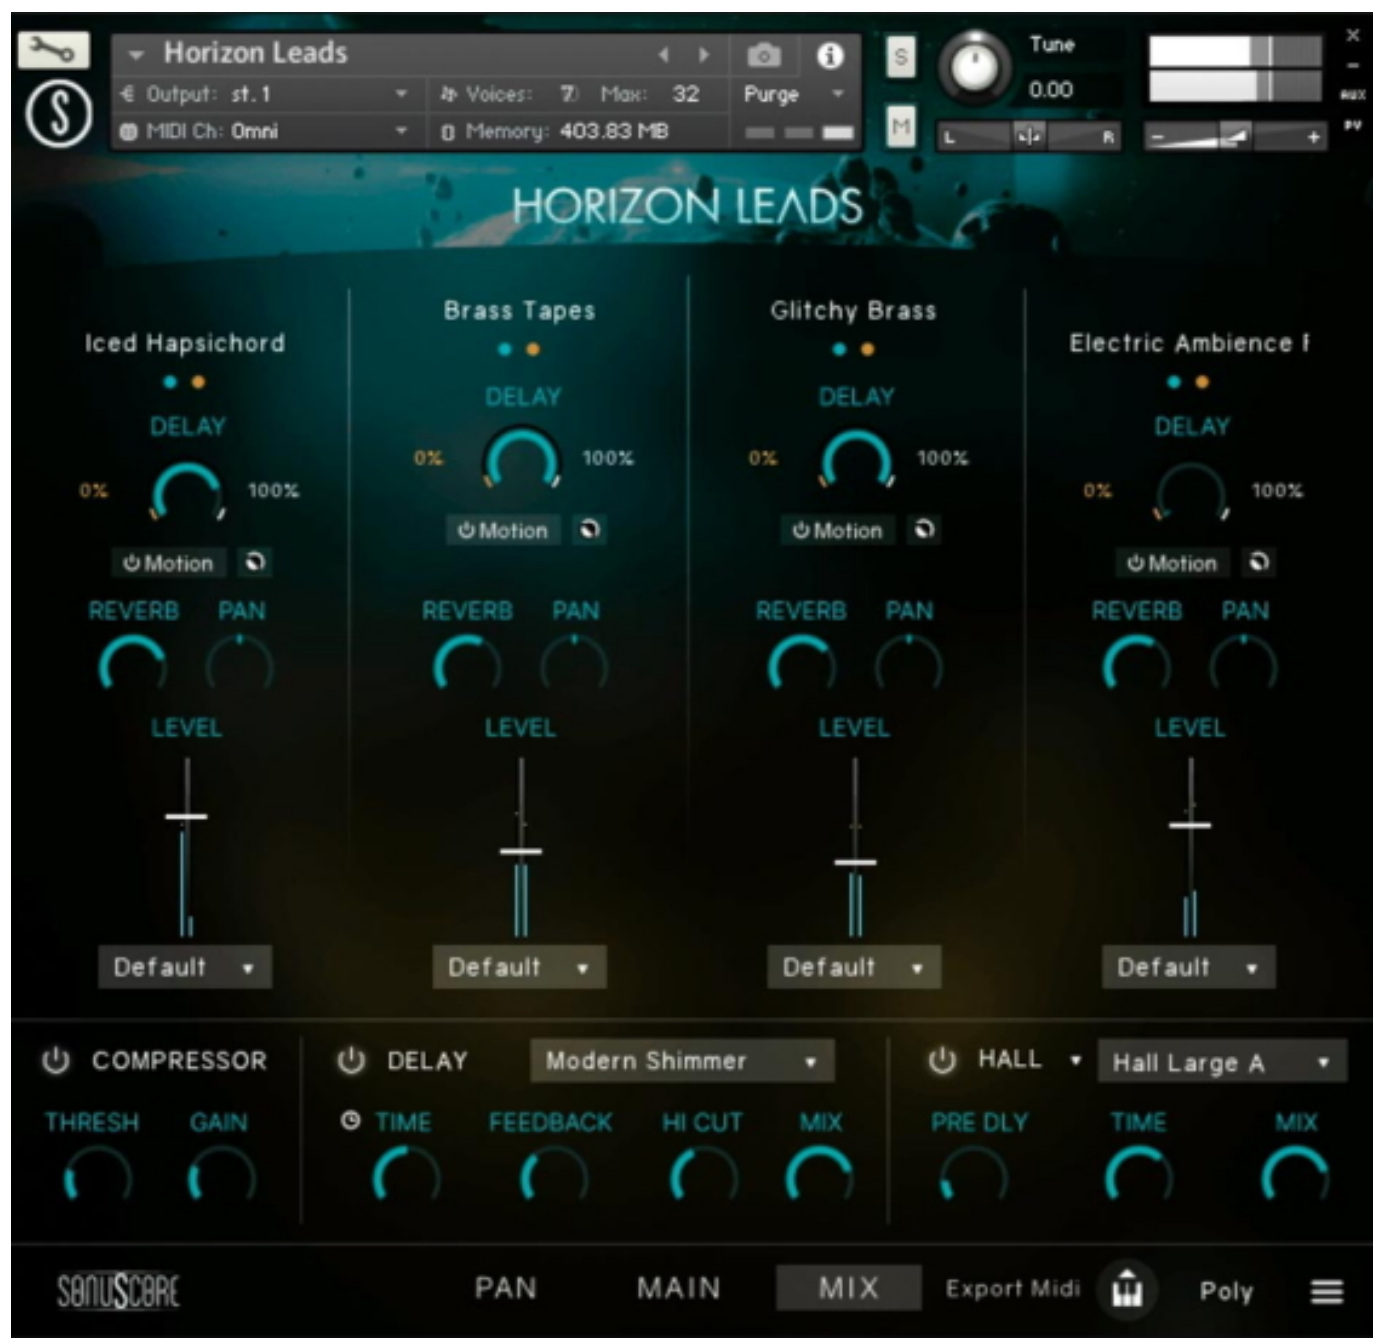 Horizon Leads
Output: st.1
Voices: 7 Max: 32
Purge
MIDI Ch: Omni
Memory: 403.83 MB
S
M
Tune
0.00
L R
- +
×
-
AUX
PV
HORIZON LEADS
Iced Hapsichord
DELAY
0% 100%
Motion
REVERB PAN
LEVEL
Default
Brass Tapes
DELAY
0% 100%
Motion
REVERB PAN
LEVEL
Default
Glitchy Brass
DELAY
0% 100%
Motion
REVERB PAN
LEVEL
Default
Electric Ambience
DELAY
0% 100%
Motion
REVERB PAN
LEVEL
Default
COMPRESSOR
THRESH GAIN
DELAY Modern Shimmer
TIME FEEDBACK HI CUT MIX
HALL Hall Large A
PRE DLY TIME MIX
SONUSCORE PAN MAIN MIX Export Midi Poly